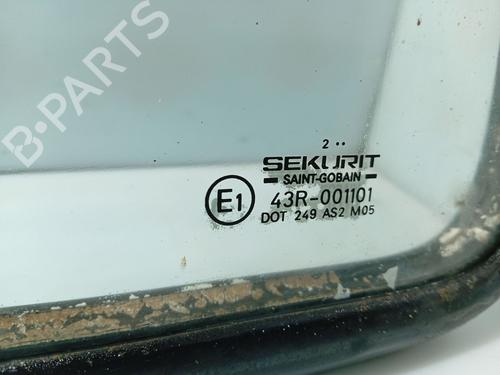 B-PARTS
2 ··
SEKURIT
SAINT-GOBAIN
E1 43R-001101
DOT 249 AS2 M05